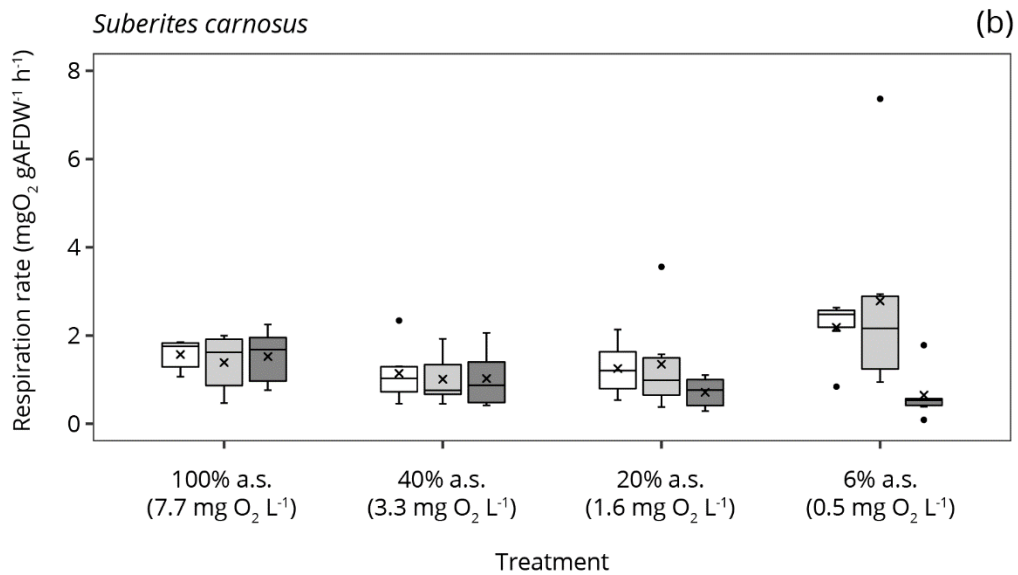 Suberites carnosus
(b)
Respiration rate (mgO₂ gAFDW⁻¹ h⁻¹)
8
6
4
2
0
100% a.s.
(7.7 mg O₂ L⁻¹)
40% a.s.
(3.3 mg O₂ L⁻¹)
20% a.s.
(1.6 mg O₂ L⁻¹)
6% a.s.
(0.5 mg O₂ L⁻¹)
Treatment